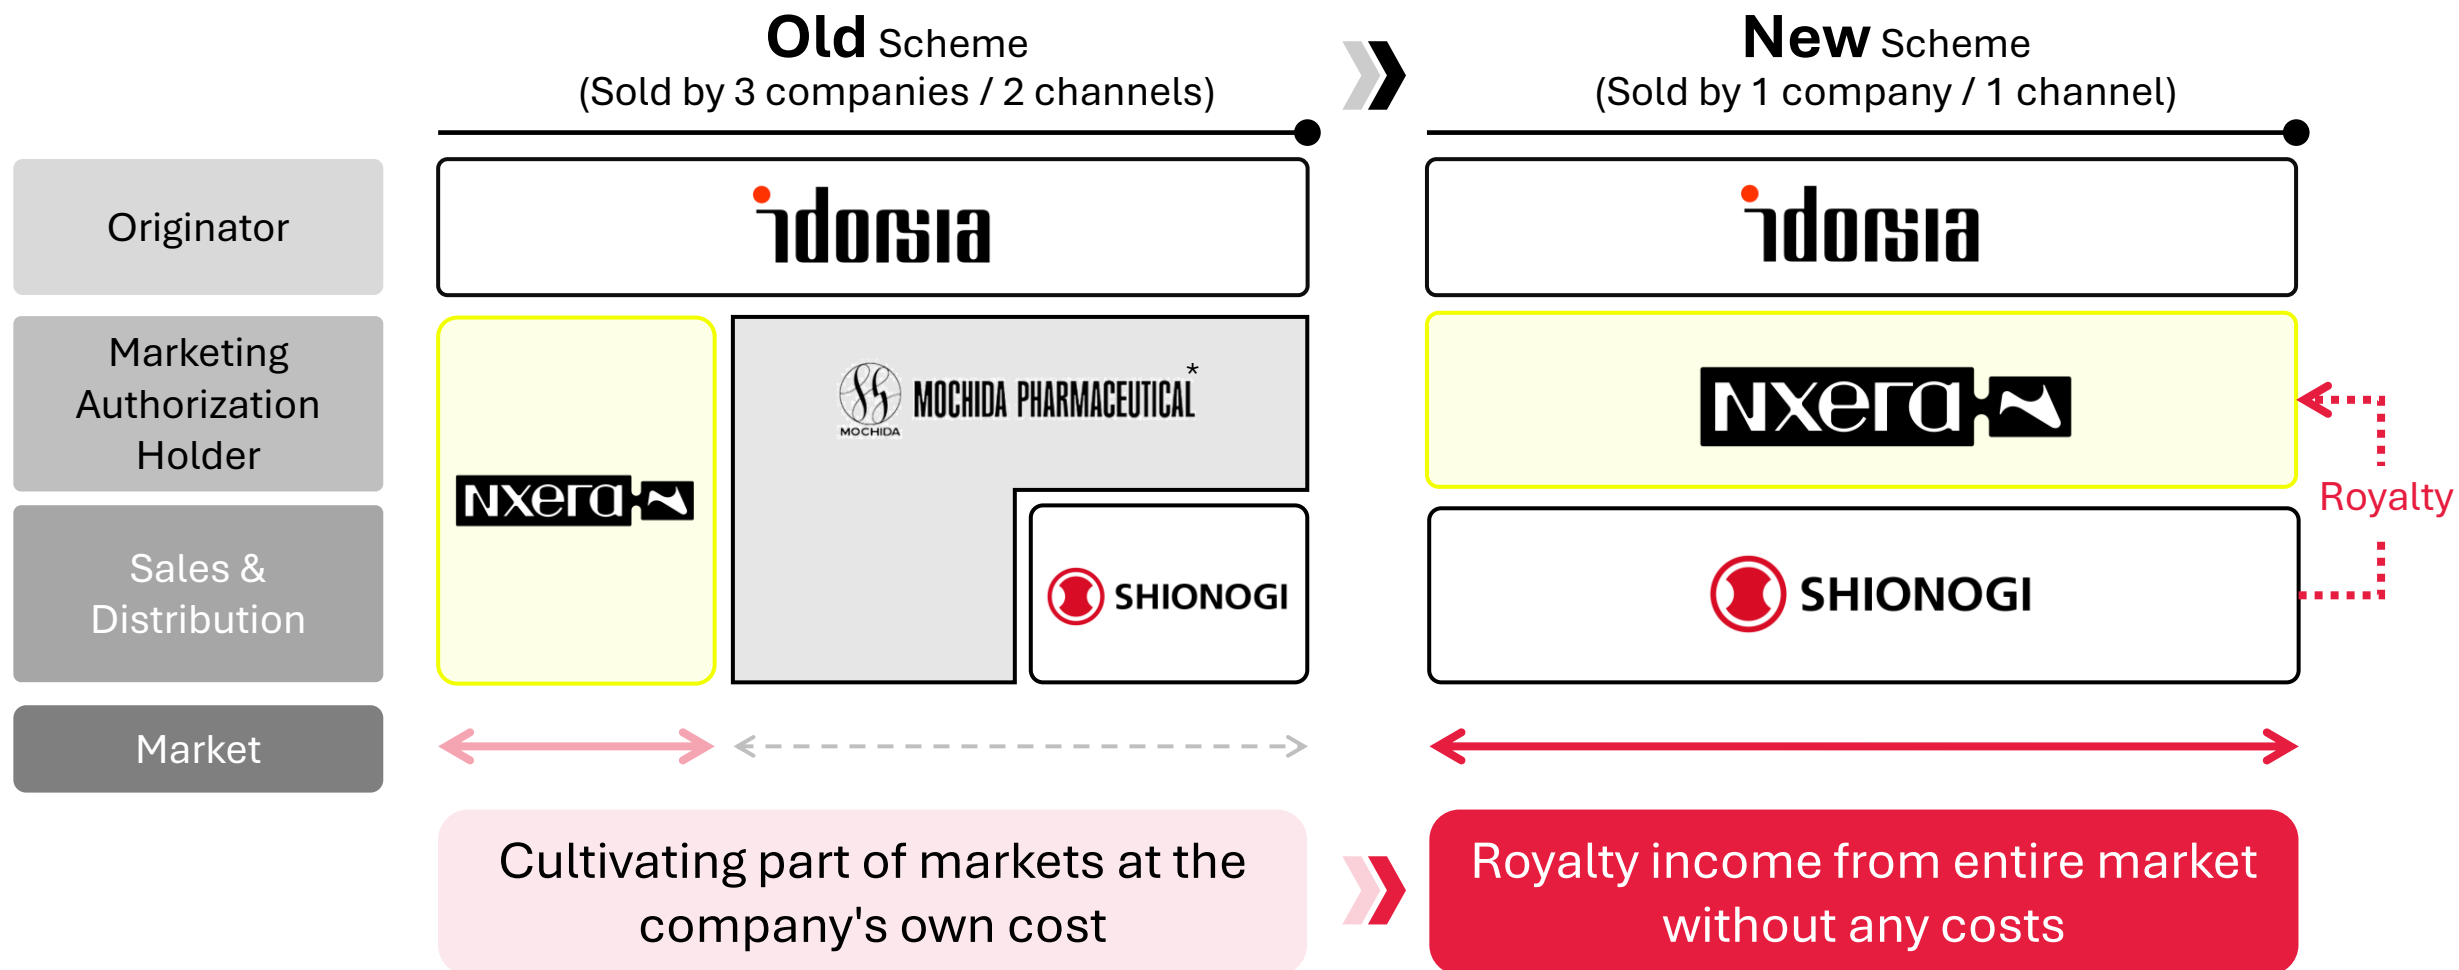 Old Scheme
(Sold by 3 companies / 2 channels)
New Scheme
(Sold by 1 company / 1 channel)
Originator
idorsia
idorsia
Marketing
Authorization
Holder
NXera
MOCHIDA
MOCHIDA PHARMACEUTICAL*
NXera
Royalty
Sales &
Distribution
SHIONOGI
SHIONOGI
Market
Cultivating part of markets at the
company's own cost
Royalty income from entire market
without any costs